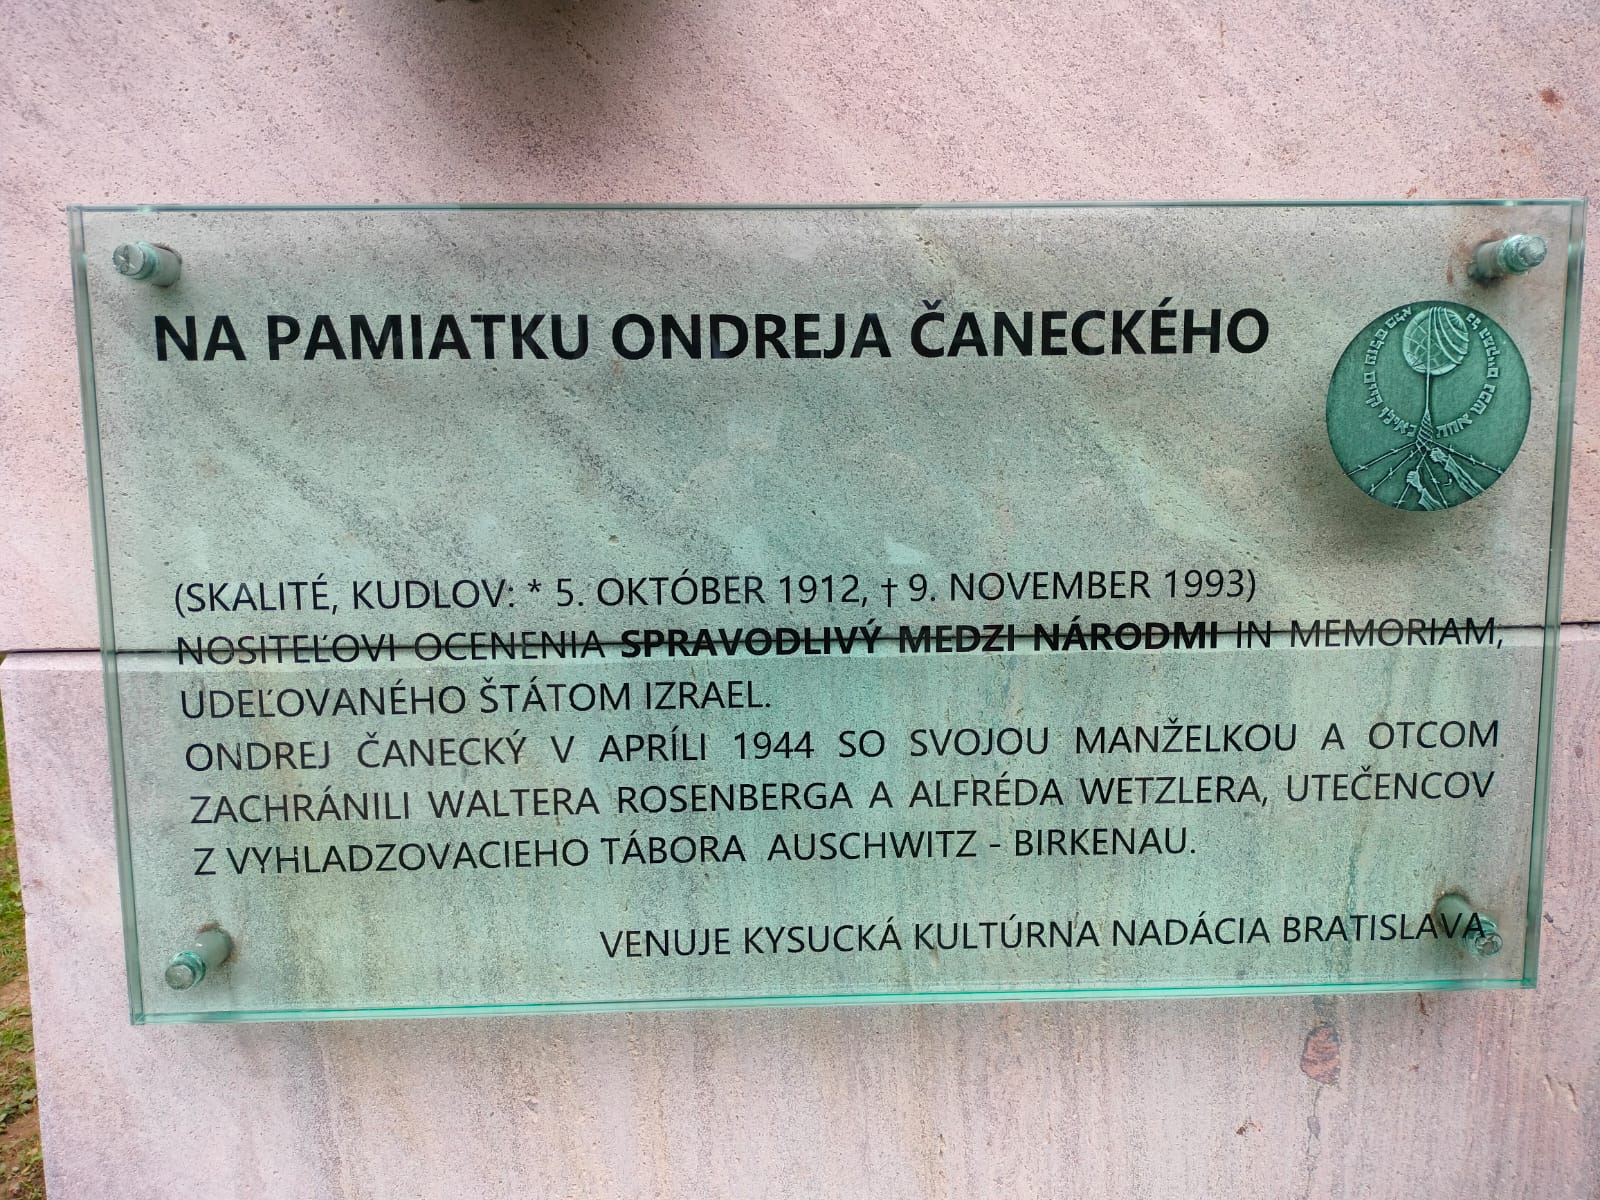 NA PAMIATKU ONDREJA ČANECKÉHO
(SKALITÉ, KUDLOV: * 5. OKTÓBER 1912, † 9. NOVEMBER 1993)
NOSITEĽOVI OCENENIA SPRAVODLIVÝ MEDZI NÁRODMI IN MEMORIAM,
UDEĽOVANÉHO ŠTÁTOM IZRAEL.
ONDREJ ČANECKÝ V APRÍLI 1944 SO SVOJOU MANŽELKOU A OTCOM
ZACHRÁNILI WALTERA ROSENBERGA A ALFRÉDA WETZLERA, UTEČENCOV
Z VYHLADZOVACIEHO TÁBORA AUSCHWITZ - BIRKENAU.
VENUJE KYSUCKÁ KULTÚRNA NADÁCIA BRATISLAVA